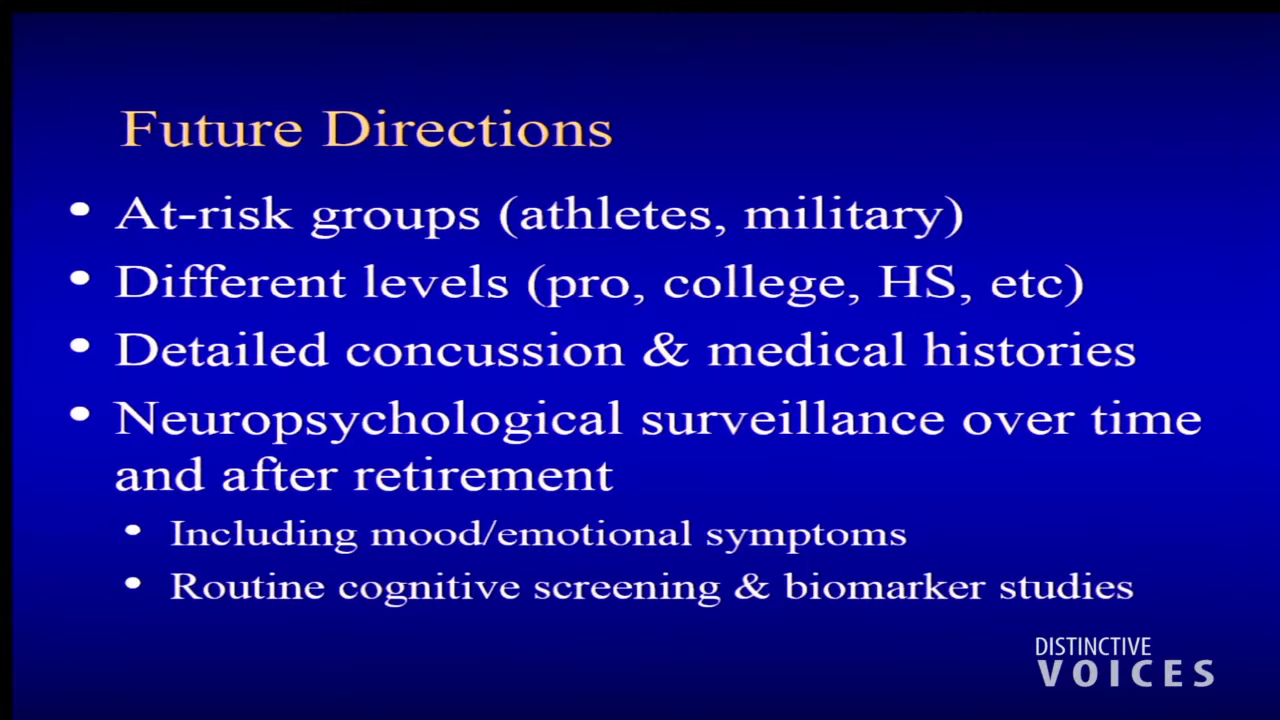 Future Directions
• At-risk groups (athletes, military)
• Different levels (pro, college, HS, etc)
• Detailed concussion & medical histories
• Neuropsychological surveillance over time
and after retirement
• Including mood/emotional symptoms
• Routine cognitive screening & biomarker studies
DISTINCTIVE
VOICES